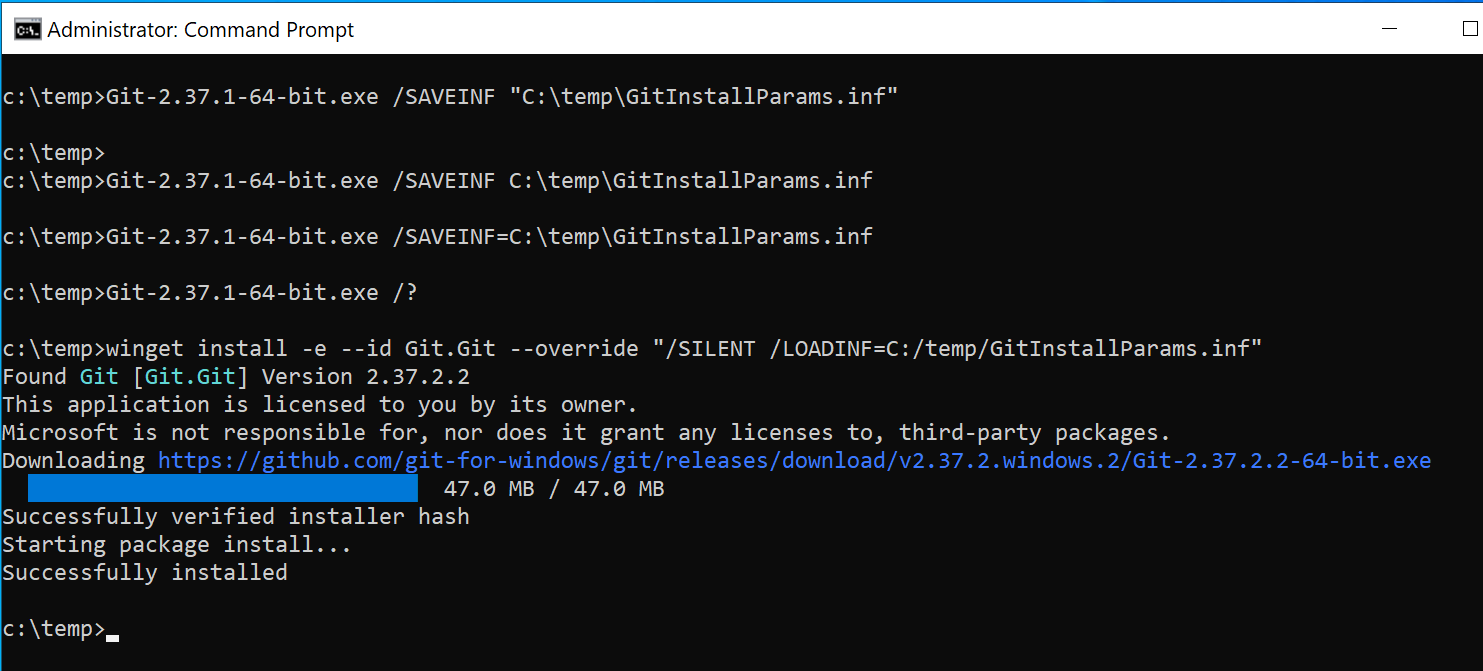 Administrator: Command Prompt
c:\temp>Git-2.37.1-64-bit.exe /SAVEINF "C:\temp\GitInstallParams.inf"
c:\temp>
c:\temp>Git-2.37.1-64-bit.exe /SAVEINF C:\temp\GitInstallParams.inf
c:\temp>Git-2.37.1-64-bit.exe /SAVEINF=C:\temp\GitInstallParams.inf
c:\temp>Git-2.37.1-64-bit.exe /?
c:\temp>winget install -e --id Git.Git --override "/SILENT /LOADINF=C:/temp/GitInstallParams.inf"
Found Git [Git.Git] Version 2.37.2.2
This application is licensed to you by its owner.
Microsoft is not responsible for, nor does it grant any licenses to, third-party packages.
Downloading https://github.com/git-for-windows/git/releases/download/v2.37.2.windows.2/Git-2.37.2.2-64-bit.exe
47.0 MB / 47.0 MB
Successfully verified installer hash
Starting package install...
Successfully installed
c:\temp>